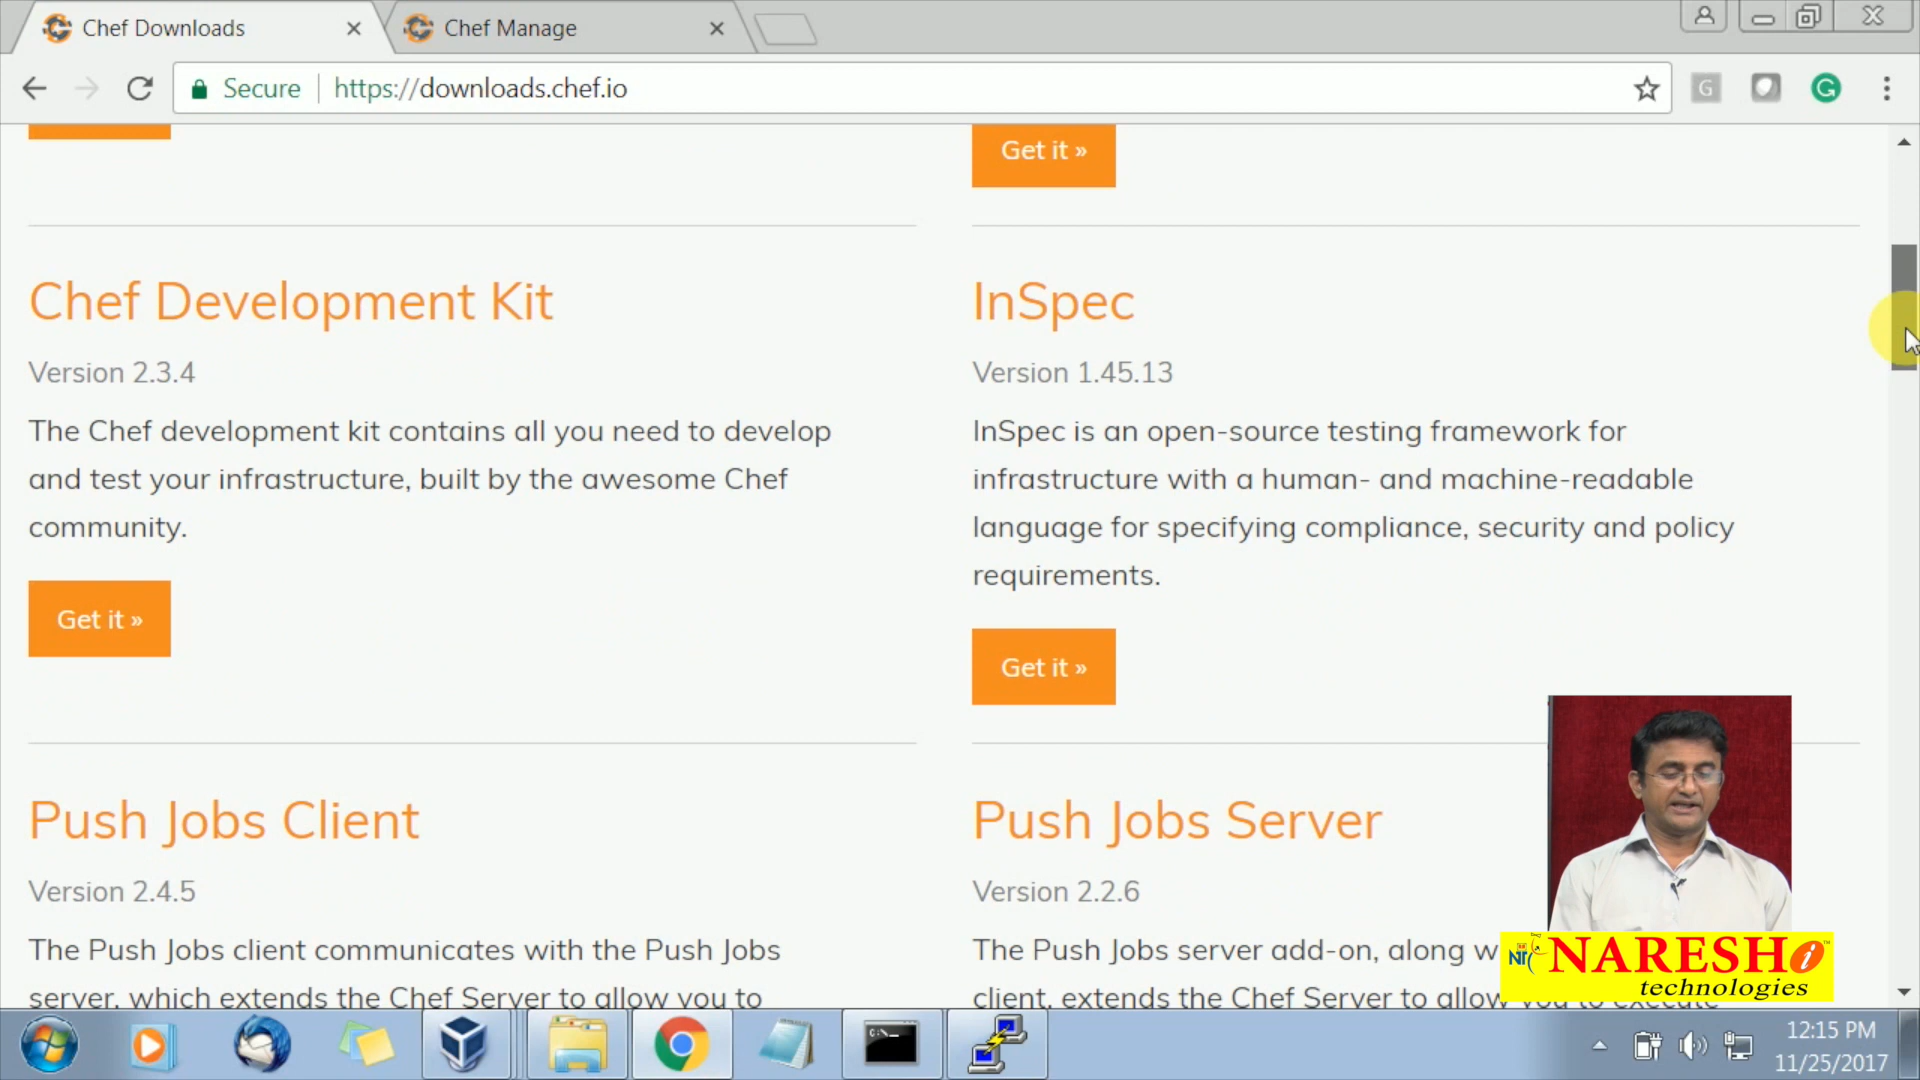 Chef Downloads
Chef Manage
Secure
https://downloads.chef.io
Get it »
Chef Development Kit
Version 2.3.4
The Chef development kit contains all you need to develop
and test your infrastructure, built by the awesome Chef
community.
Get it »
InSpec
Version 1.45.13
InSpec is an open-source testing framework for
infrastructure with a human- and machine-readable
language for specifying compliance, security and policy
requirements.
Get it »
Push Jobs Client
Version 2.4.5
The Push Jobs client communicates with the Push Jobs
server, which extends the Chef Server to allow you to
Push Jobs Server
Version 2.2.6
The Push Jobs server add-on, along
client, extends the Chef Server to allow you to execute
NARESH i
technologies
12:15 PM
11/25/2017